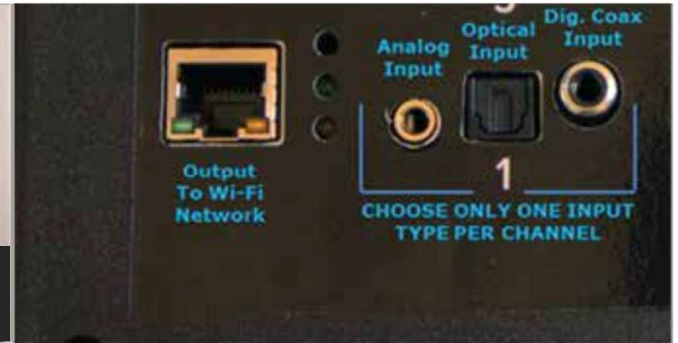 Analog
Input
Optical
Input
Dig. Coax
Input
Output
To Wi-Fi
Network
1
CHOOSE ONLY ONE INPUT
TYPE PER CHANNEL